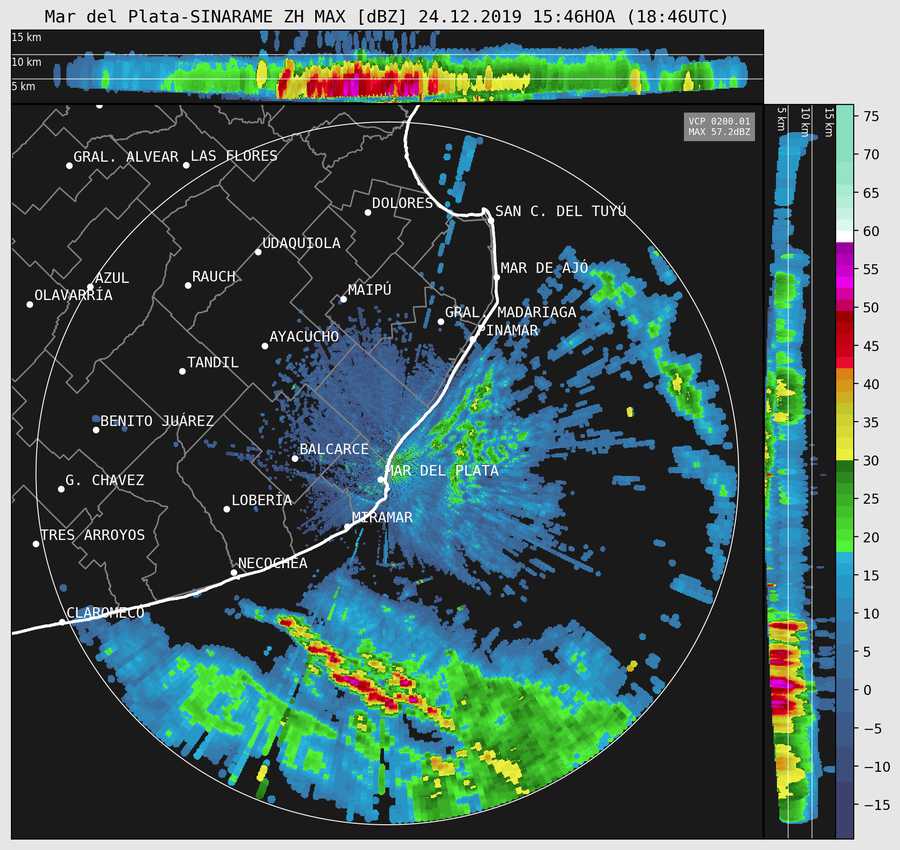 Mar del Plata-SINARAME ZH MAX [dBZ] 24.12.2019 15:46HOA (18:46UTC)
15 km
10 km
5 km
VCP 0200.01
MAX 57.2dBZ
5 km
10 km
15 km
GRAL. ALVEAR
LAS FLORES
DOLORES
SAN C. DEL TUYÚ
UDAQUIOLA
MAR DE AJÓ
AZUL
RAUCH
OLAVARRÍA
MAIPÚ
GRAL. MADARIAGA
PINAMAR
AYACUCHO
TANDIL
BENITO JUÁREZ
BALCARCE
MAR DEL PLATA
G. CHAVEZ
LOBERÍA
MIRAMAR
TRES ARROYOS
NECOCHEA
CLAROMECÓ
75
70
65
60
55
50
45
40
35
30
25
20
15
10
5
0
−5
−10
−15